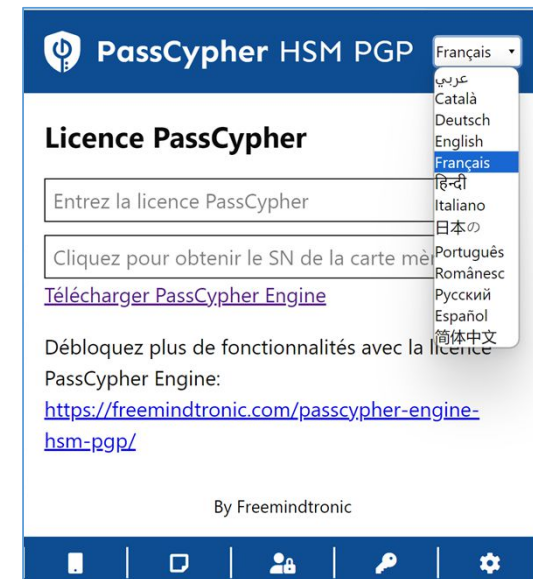 PassCypher HSM PGP
Français
عربي
Català
Deutsch
English
Français
हिन्दी
Italiano
日本の
Português
Românesc
Русский
Español
简体中文
Licence PassCypher
Entrez la licence PassCypher
Cliquez pour obtenir le SN de la carte
Télécharger PassCypher Engine
Débloquez plus de fonctionnalités avec la licence
PassCypher Engine:
https://freemindtronic.com/passcypher-engine-
hsm-pgp/
By Freemindtronic